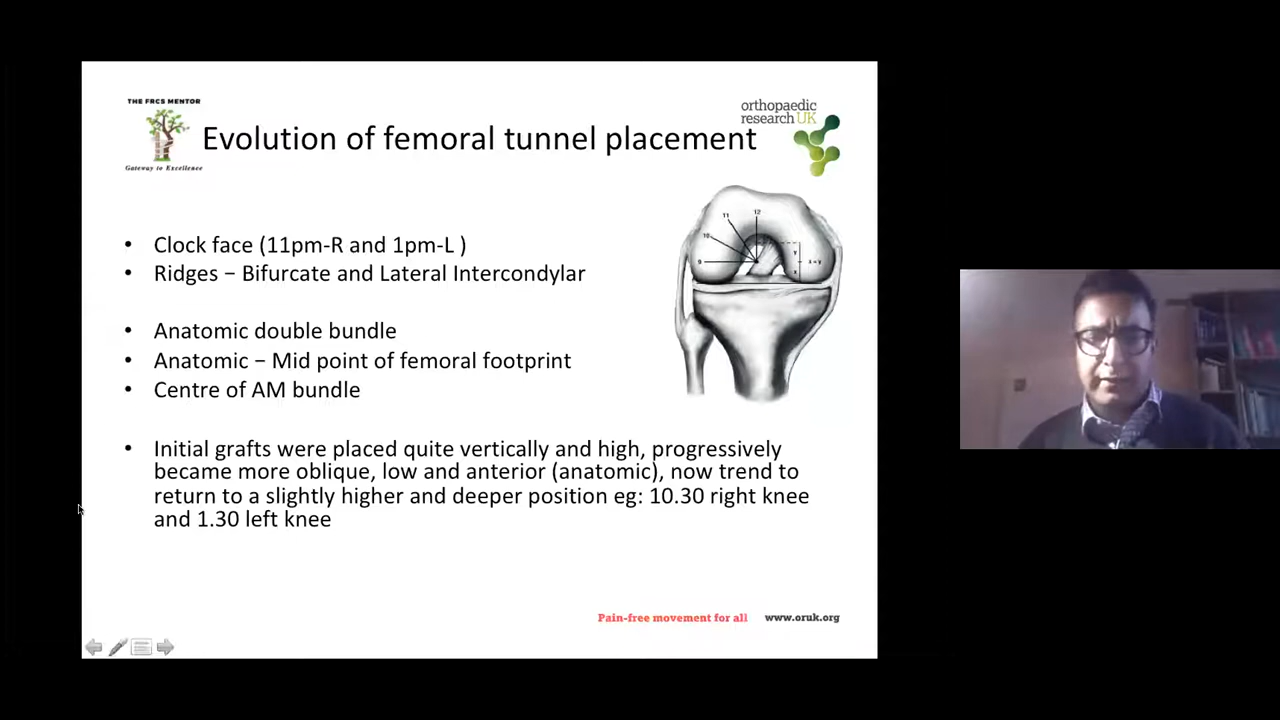 THE FRCS MENTOR
Gateway to Excellence
orthopaedic
research UK
Evolution of femoral tunnel placement
• Clock face (11pm-R and 1pm-L )
• Ridges – Bifurcate and Lateral Intercondylar
• Anatomic double bundle
• Anatomic – Mid point of femoral footprint
• Centre of AM bundle
• Initial grafts were placed quite vertically and high, progressively
became more oblique, low and anterior (anatomic), now trend to
return to a slightly higher and deeper position eg: 10.30 right knee
and 1.30 left knee
12
11
10
9
y
x
x=y
Pain-free movement for all www.oruk.org